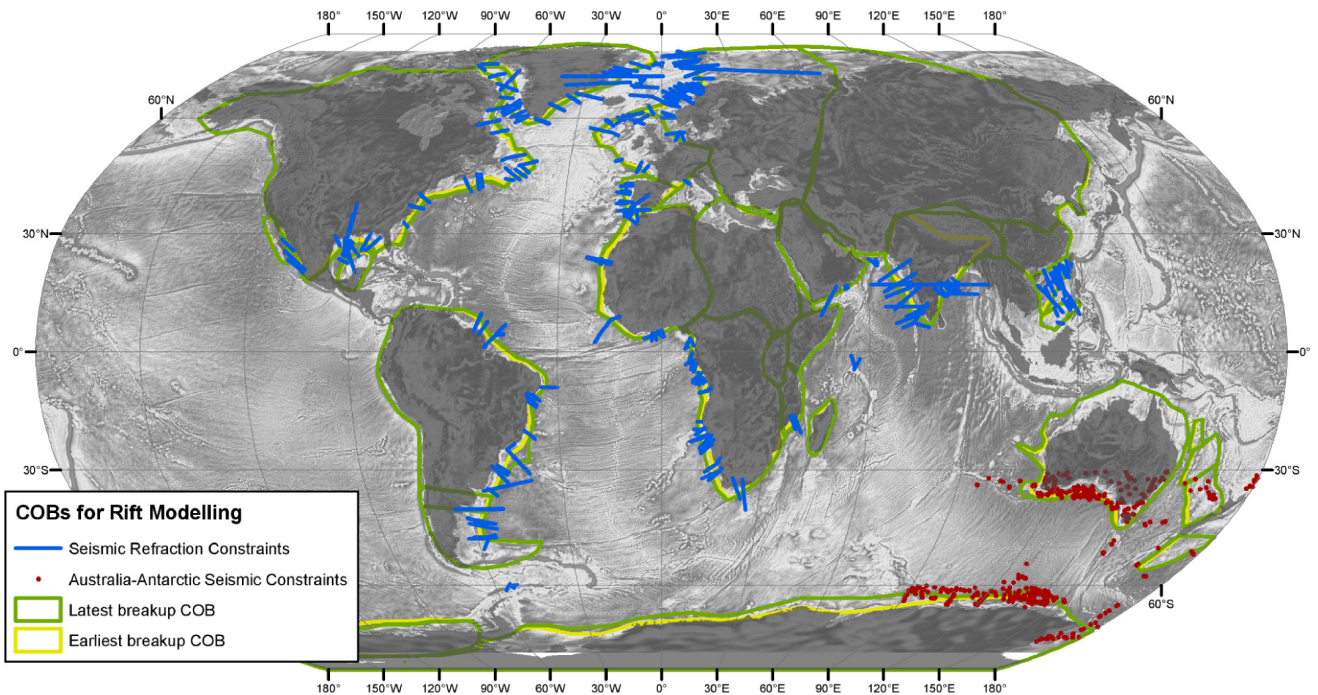 180° 150°W 120°W 90°W 60°W 30°W 0° 30°E 60°E 90°E 120°E 150°E 180°
60°N 60°N
30°N 30°N
0° 0°
30°S 30°S
COBs for Rift Modelling
Seismic Refraction Constraints
Australia-Antarctic Seismic Constraints
Latest breakup COB
60°S
Earliest breakup COB
180° 150°W 120°W 90°W 60°W 30°W 0° 30°E 60°E 90°E 120°E 150°E 180°